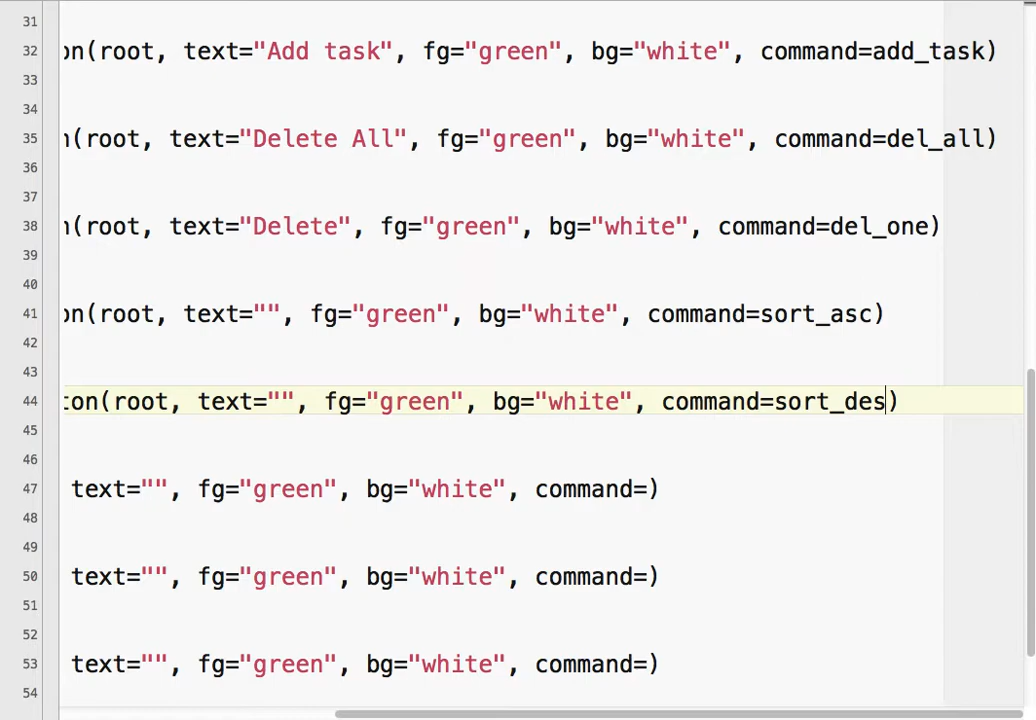 31
32 on(root, text="Add task", fg="green", bg="white", command=add_task)
33
34
35 n(root, text="Delete All", fg="green", bg="white", command=del_all)
36
37
38 n(root, text="Delete", fg="green", bg="white", command=del_one)
39
40
41 on(root, text="", fg="green", bg="white", command=sort_asc)
42
43
44 ton(root, text="", fg="green", bg="white", command=sort_des)
45
46
47 text="", fg="green", bg="white", command=)
48
49
50 text="", fg="green", bg="white", command=)
51
52
53 text="", fg="green", bg="white", command=)
54